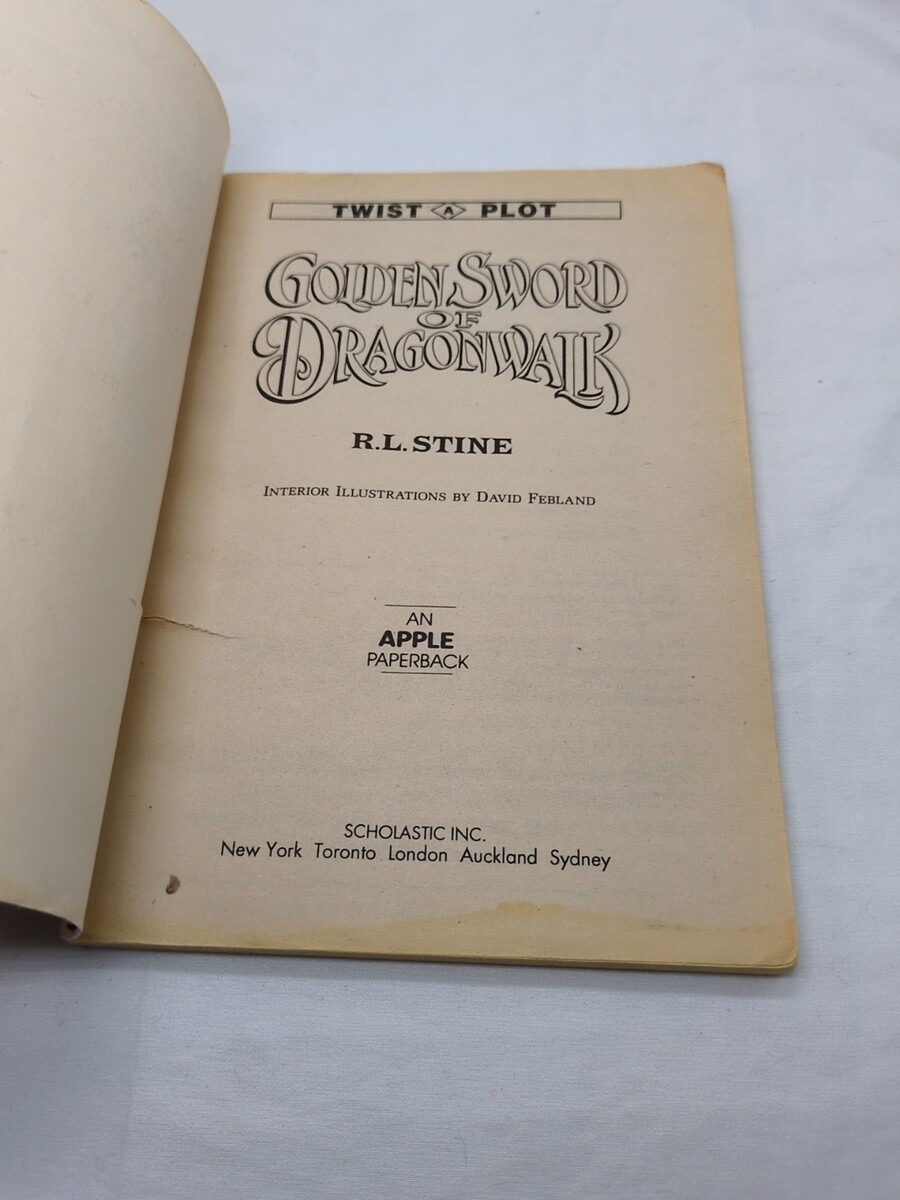 TWIST A PLOT
GOLDEN SWORD
OF
DRAGONWALK
R.L. STINE
INTERIOR ILLUSTRATIONS BY DAVID FEBLAND
AN
APPLE
PAPERBACK
SCHOLASTIC INC.
New York Toronto London Auckland Sydney